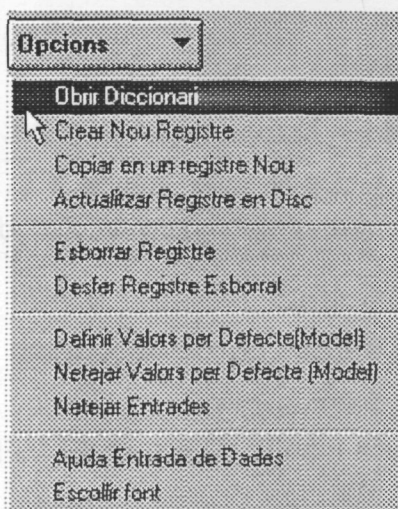 Opcions
Obrir Diccionari
Crear Nou Registre
Copiar en un registre Nou
Actualitzar Registre en Disc
Esborrar Registre
Desfer Registre Esborrat
Definir Valors per Defecte(Model)
Netejar Valors per Defecte (Model)
Netejar Entrades
Ajuda Entrada de Dades
Escollir font